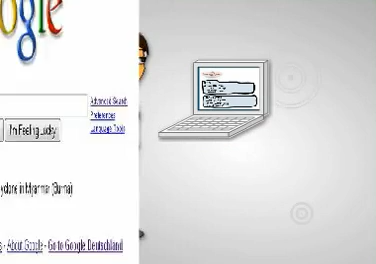 ogle
Advanced Search
Preferences
Language Tools
I'm Feeling Lucky
yclone in Myanmar (Burma)
s - About Google - Go to Google Deutschland